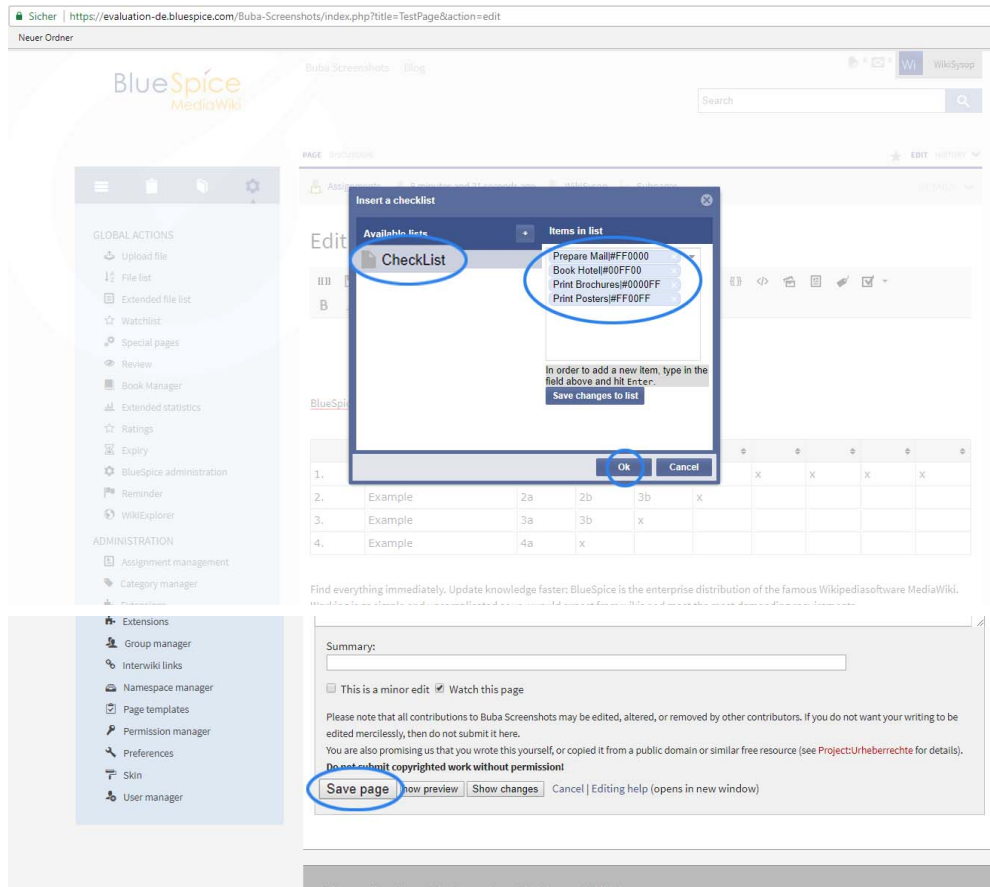 Sicher | https://evaluation-de.bluespice.com/Buba-Screenshots/index.php?title=TestPage&action=edit
Neuer Ordner
BlueSpice
MediaWiki
Buba Screenshots Blog
Wi WikiSysop
Search
PAGE DISCUSSION
EDIT HISTORY
GLOBAL ACTIONS
Upload file
File list
Extended file list
Watchlist
Special pages
Review
Book Manager
Extended statistics
Ratings
Expiry
BlueSpice administration
Reminder
WikiExplorer
ADMINISTRATION
Assignment management
Category manager
Extensions
Edit
B
Insert a checklist
Available lists + Items in list
CheckList
Prepare Mail|#FF0000
Book Hotel|#00FF00
Print Brochures|#0000FF
Print Posters|#FF00FF
In order to add a new item, type in the
field above and hit Enter.
Save changes to list
Ok Cancel
1. x x x x
2. Example 2a 2b 3b x
3. Example 3a 3b x
4. Example 4a x
Find everything immediately. Update knowledge faster: BlueSpice is the enterprise distribution of the famous Wikipediasoftware MediaWiki.
Extensions
Group manager
Interwiki links
Namespace manager
Page templates
Permission manager
Preferences
Skin
User manager
Summary:
This is a minor edit Watch this page
Please note that all contributions to Buba Screenshots may be edited, altered, or removed by other contributors. If you do not want your writing to be
edited mercilessly, then do not submit it here.
You are also promising us that you wrote this yourself, or copied it from a public domain or similar free resource (see Project:Urheberrechte for details).
Do not submit copyrighted work without permission!
Save page how preview Show changes Cancel | Editing help (opens in new window)